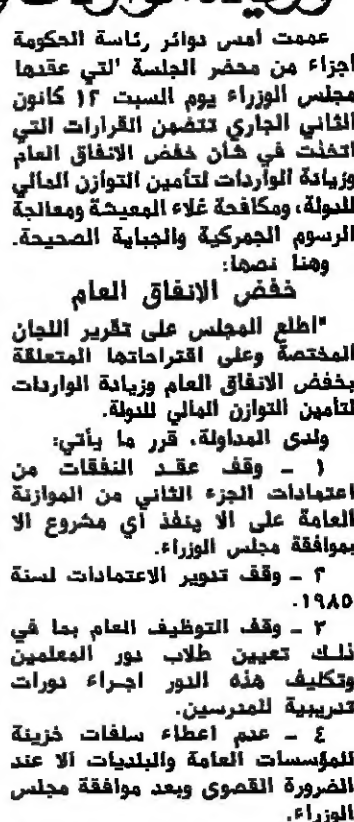 وزيادة الواردات و
عممت أمس دوائر رئاسة الحكومة
اجزاء من محضر الجلسة التي عقدها
مجلس الوزراء يوم السبت ١٢ كانون
الثاني الجاري تتضمن القرارات التي
اتخذت في شأن خفض الانفاق العام
وزيادة الواردات لتأمين التوازن المالي
للدولة، ومكافحة غلاء المعيشة ومعالجة
الرسوم الجمركية والجباية الصحيحة.
وهنا نصها:
خفض الانفاق العام
"اطلع المجلس على تقرير اللجان
المختصة وعلى اقتراحاتها المتعلقة
بخفض الانفاق العام وزيادة الواردات
لتأمين التوازن المالي للدولة.
ولدى المداولة، قرر ما يأتي:
١ – وقف عقد النفقات من
اعتمادات الجزء الثاني من الموازنة
العامة على الا ينفذ أي مشروع الا
بموافقة مجلس الوزراء.
٢ – وقف تدوير الاعتمادات لسنة
١٩٨٥.
٣ – وقف التوظيف العام بما في
ذلك تعيين طلاب دور المعلمين
وتكليف هذه الدور اجراء دورات
تدريبية للمدرسين.
٤ – عدم اعطاء سلفات خزينة
للمؤسسات العامة والبلديات الا عند
الضرورة القصوى وبعد موافقة مجلس
الوزراء.